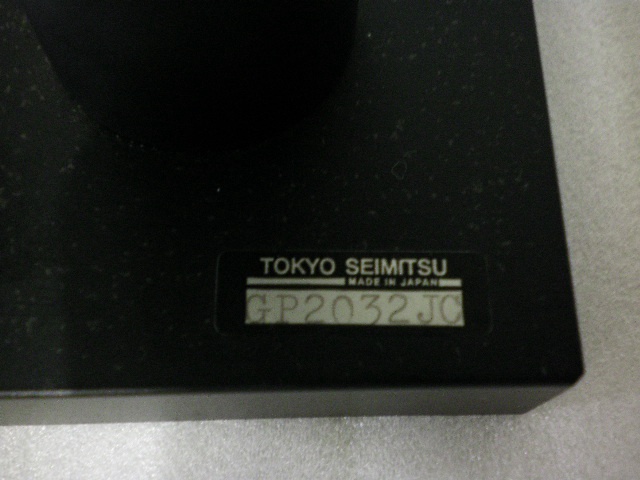 TOKYO SEIMITSU
MADE IN JAPAN
GP2032JC